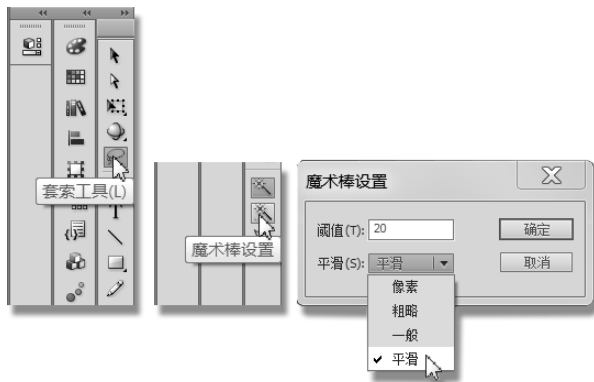 套索工具(L)
T
魔术棒设置
魔术棒设置
阈值(T): 20
确定
平滑(S): 平滑
取消
像素
粗略
一般
平滑